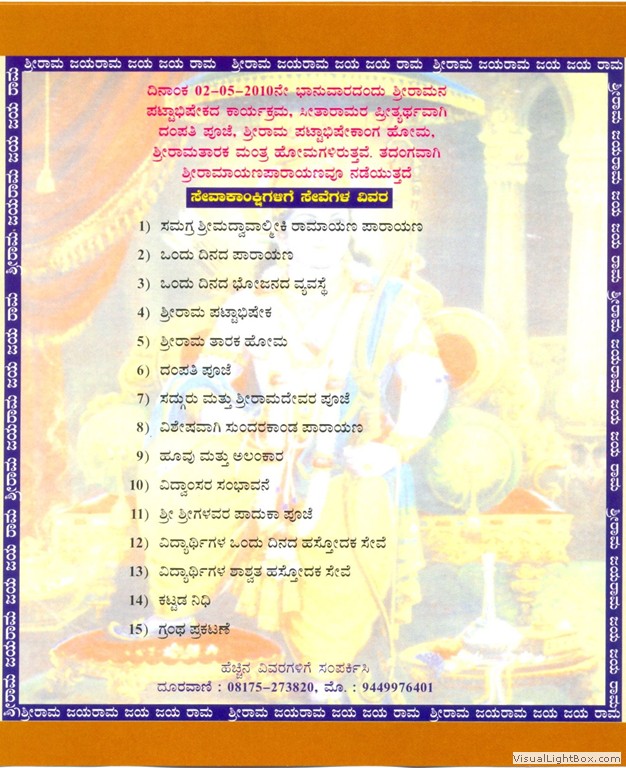 ಶ್ರೀರಾಮ ಜಯರಾಮ ಜಯ ಜಯ ರಾಮ ಶ್ರೀರಾಮ ಜಯರಾಮ ಜಯ ಜಯ ರಾಮ ಶ್ರೀರಾಮ ಜಯರಾಮ ಜಯ ಜಯ ರಾಮ
ದಿನಾಂಕ 02-05-2010ನೇ ಭಾನುವಾರದಂದು ಶ್ರೀರಾಮನ
ಪಟ್ಟಾಭಿಷೇಕದ ಕಾರ್ಯಕ್ರಮ, ಸೀತಾರಾಮರ ಪ್ರೀತ್ಯರ್ಥವಾಗಿ
ದಂಪತಿ ಪೂಜೆ, ಶ್ರೀರಾಮ ಪಟ್ಟಾಭಿಷೇಕಾಂಗ ಹೋಮ,
ಶ್ರೀರಾಮತಾರಕ ಮಂತ್ರ ಹೋಮಗಳಿರುತ್ತವೆ. ತದಂಗವಾಗಿ
ಶ್ರೀರಾಮಾಯಣಪಾರಾಯಣವೂ ನಡೆಯುತ್ತದೆ
ಸೇವಾಕಾಂಕ್ಷಿಗಳಿಗೆ ಸೇವೆಗಳ ವಿವರ
1) ಸಮಗ್ರ ಶ್ರೀಮದ್ವಾವಾಲ್ಮೀಕಿ ರಾಮಾಯಣ ಪಾರಾಯಣ
2) ಒಂದು ದಿನದ ಪಾರಾಯಣ
3) ಒಂದು ದಿನದ ಭೋಜನದ ವ್ಯವಸ್ಥೆ
4) ಶ್ರೀರಾಮ ಪಟ್ಟಾಭಿಷೇಕ
5) ಶ್ರೀರಾಮ ತಾರಕ ಹೋಮ
6) ದಂಪತಿ ಪೂಜೆ
7) ಸದ್ಗುರು ಮತ್ತು ಶ್ರೀರಾಮದೇವರ ಪೂಜೆ
8) ವಿಶೇಷವಾಗಿ ಸುಂದರಕಾಂಡ ಪಾರಾಯಣ
9) ಹೂವು ಮತ್ತು ಅಲಂಕಾರ
10) ವಿದ್ವಾಂಸರ ಸಂಭಾವನೆ
11) ಶ್ರೀ ಶ್ರೀಗಳವರ ಪಾದುಕಾ ಪೂಜೆ
12) ವಿದ್ಯಾರ್ಥಿಗಳ ಒಂದು ದಿನದ ಹಸ್ತೋದಕ ಸೇವೆ
13) ವಿದ್ಯಾರ್ಥಿಗಳ ಶಾಶ್ವತ ಹಸ್ತೋದಕ ಸೇವೆ
14) ಕಟ್ಟಡ ನಿಧಿ
15) ಗ್ರಂಥ ಪ್ರಕಟಣೆ
ಹೆಚ್ಚಿನ ವಿವರಗಳಿಗೆ ಸಂಪರ್ಕಿಸಿ
ದೂರವಾಣಿ : 08175-273820, ಮೊ. : 9449976401
ಶ್ರೀರಾಮ ಜಯರಾಮ ಜಯ ಜಯ ರಾಮ ಶ್ರೀರಾಮ ಜಯರಾಮ ಜಯ ಜಯ ರಾಮ ಶ್ರೀರಾಮ ಜಯರಾಮ ಜಯ ಜಯ ರಾಮ
VisualLightBox.com